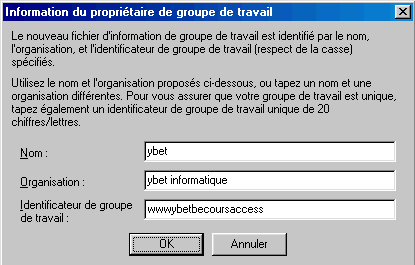 Information du propriétaire de groupe de travail
Le nouveau fichier d'information de groupe de travail est identifié par le nom,
l'organisation, et l'identificateur de groupe de travail (respect de la casse)
spécifiés.
Utilisez le nom et l'organisation proposés ci-dessous, ou tapez un nom et une
organisation différentes. Pour vous assurer que votre groupe de travail est unique,
tapez également un identificateur de groupe de travail unique de 20
chiffres/lettres.
Nom : ybet
Organisation : ybet informatique
Identificateur de groupe
de travail : wwwybetbecoursaccess
OK Annuler